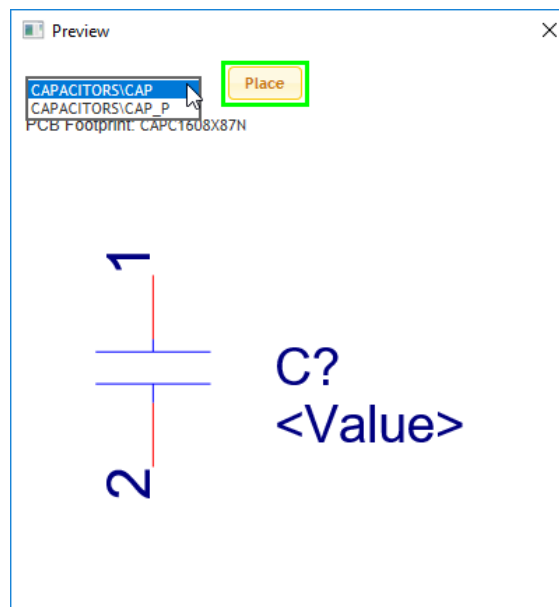 Preview
CAPACITORS\CAP
Place
CAPACITORS\CAP_P
PCB Footprint: CAPC1608X87N
1
C?
<Value>
2